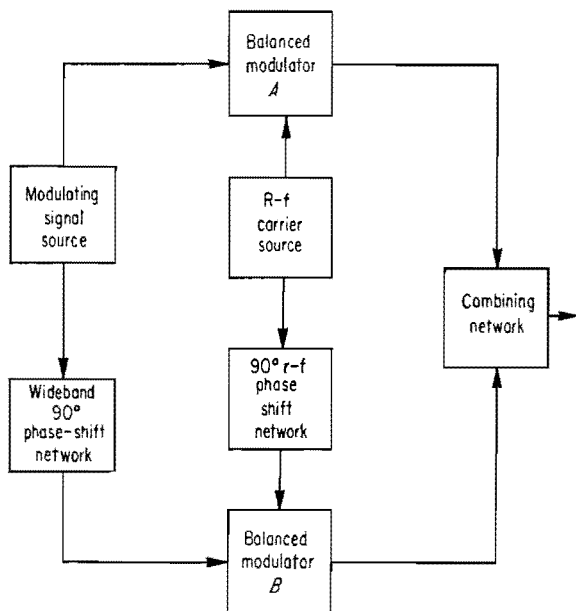 Balanced
modulator
A
Modulating
signal
source
R-f
carrier
source
Combining
network
Wideband
90°
phase-shift
network
90° r-f
phase
shift
network
Balanced
modulator
B